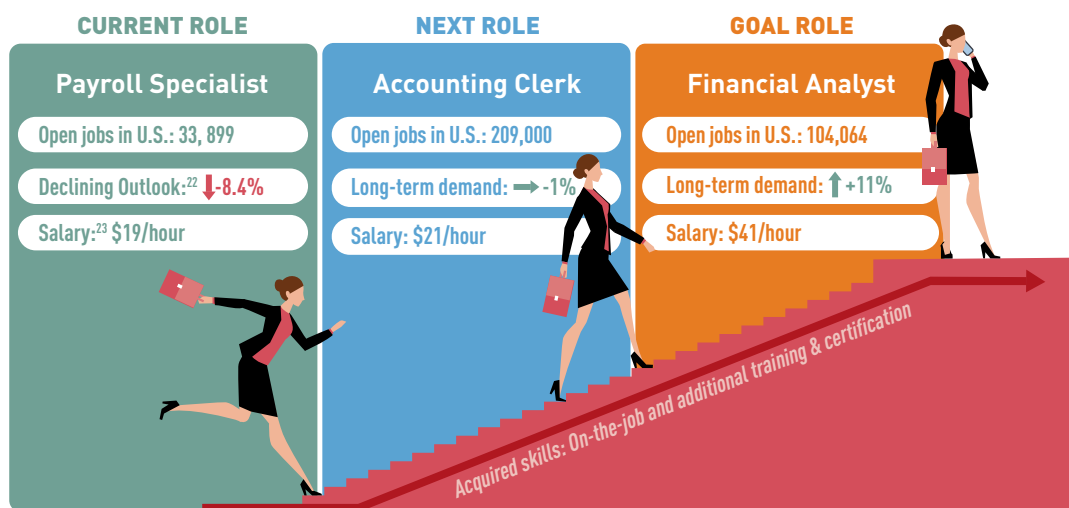 CURRENT ROLE
Payroll Specialist
Open jobs in U.S.: 33, 899
Declining Outlook:22 ↓-8.4%
Salary:23 $19/hour
NEXT ROLE
Accounting Clerk
Open jobs in U.S.: 209,000
Long-term demand: → -1%
Salary: $21/hour
GOAL ROLE
Financial Analyst
Open jobs in U.S.: 104,064
Long-term demand: ↑ +11%
Salary: $41/hour
Acquired skills: On-the-job and additional training & certification